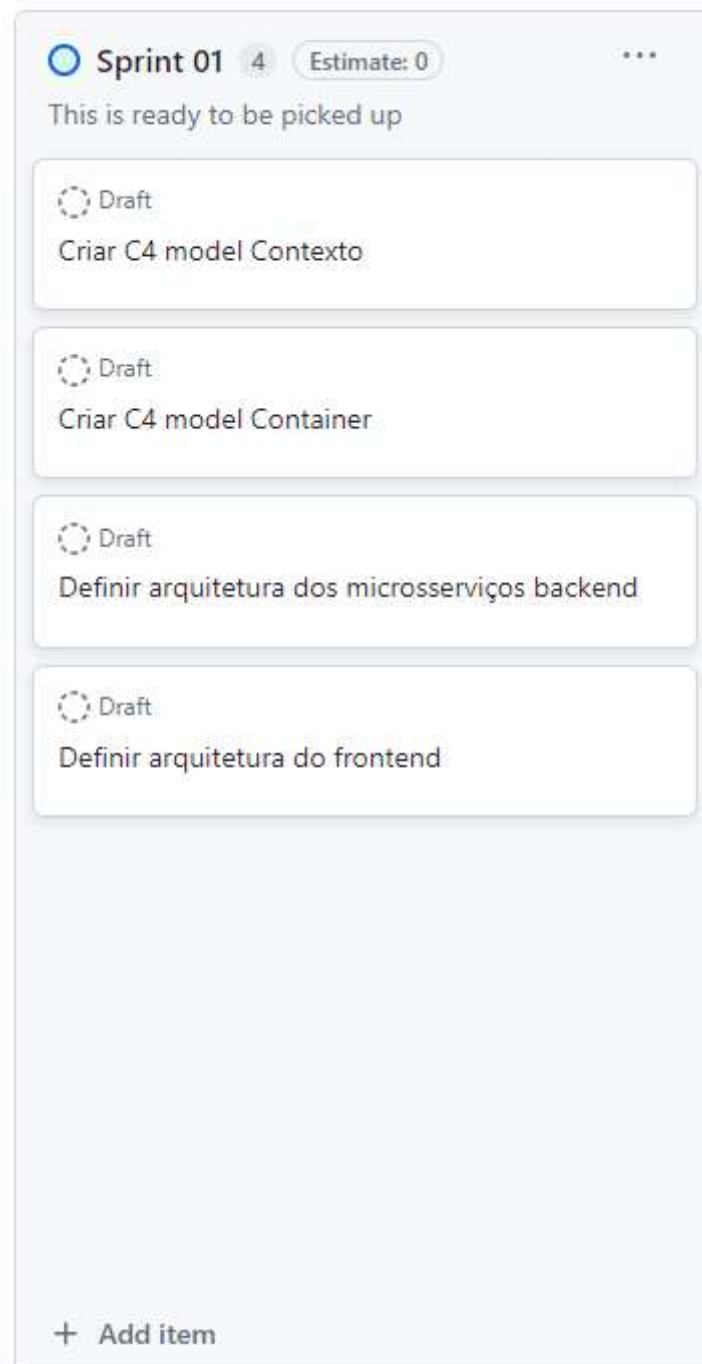 Sprint 01 4 Estimate: 0
This is ready to be picked up
Draft
Criar C4 model Contexto
Draft
Criar C4 model Container
Draft
Definir arquitetura dos microsserviços backend
Draft
Definir arquitetura do frontend
+ Add item